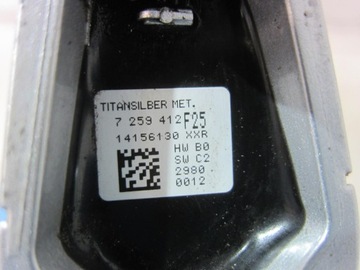 TITANSILBER MET.
7 259 412 F25
14156130 XXR
HW B0
SW C2
2980
0012